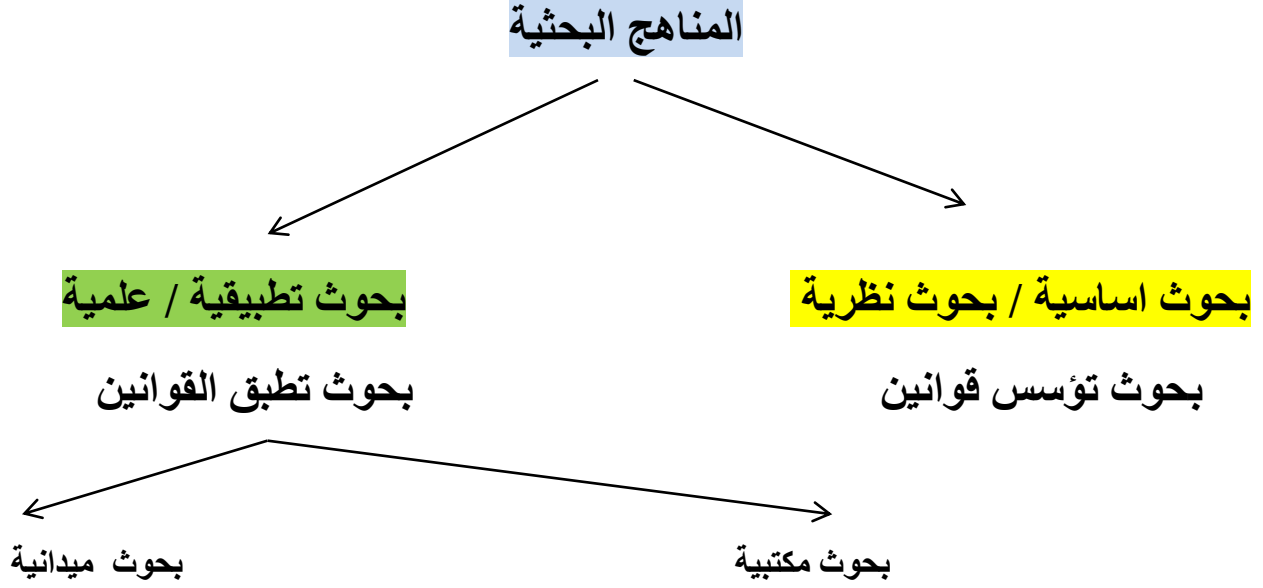 المناهج البحثية
بحوث اساسية / بحوث نظرية
بحوث تطبيقية / علمية
بحوث تؤسس قوانين
بحوث تطبق القوانين
بحوث مكتبية
بحوث ميدانية